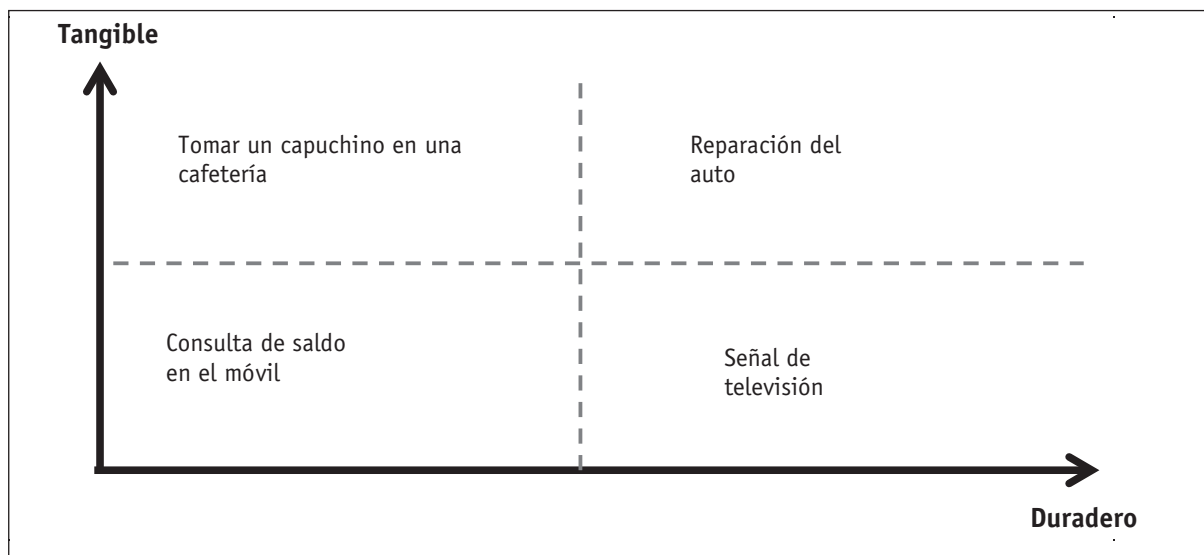 Tangible
Tomar un capuchino en una
cafetería
Reparación del
auto
Consulta de saldo
en el móvil
Señal de
televisión
Duradero